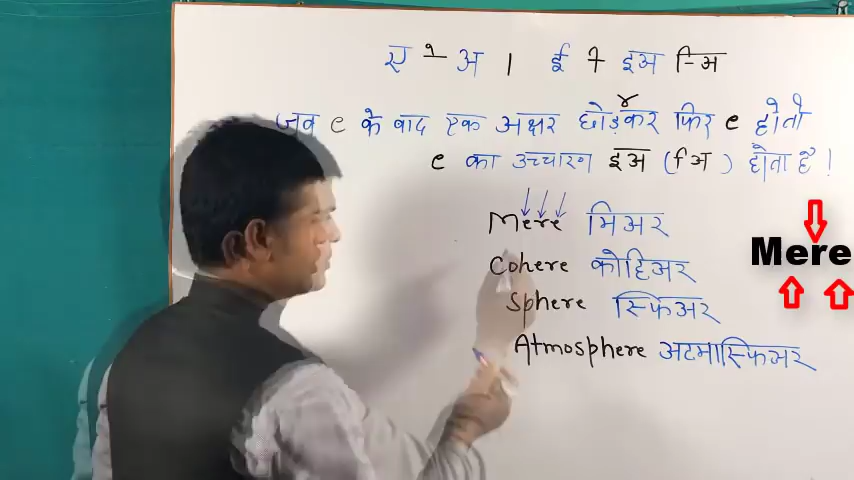 ए े अ । ई ी इअ िअ
जब e के बाद एक अक्षर छोड़कर फिर e हो तो
e का उच्चारण इअ (िअ) होता है !
Mere मिअर
Cohere कोहिअर
Sphere स्फिअर
Atmosphere अटमास्फिअर
Mere